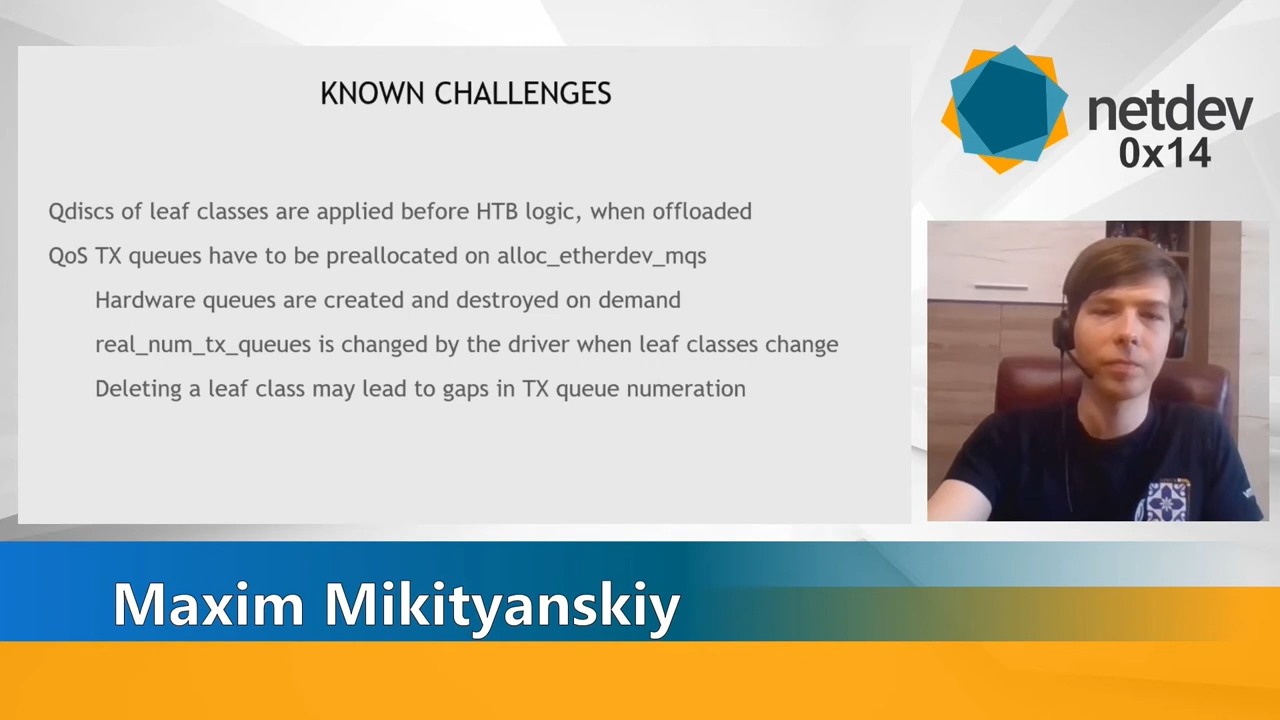 KNOWN CHALLENGES
Qdiscs of leaf classes are applied before HTB logic, when offloaded
QoS TX queues have to be preallocated on alloc_etherdev_mqs
Hardware queues are created and destroyed on demand
real_num_tx_queues is changed by the driver when leaf classes change
Deleting a leaf class may lead to gaps in TX queue numeration
netdev
0x14
Maxim Mikityanskiy